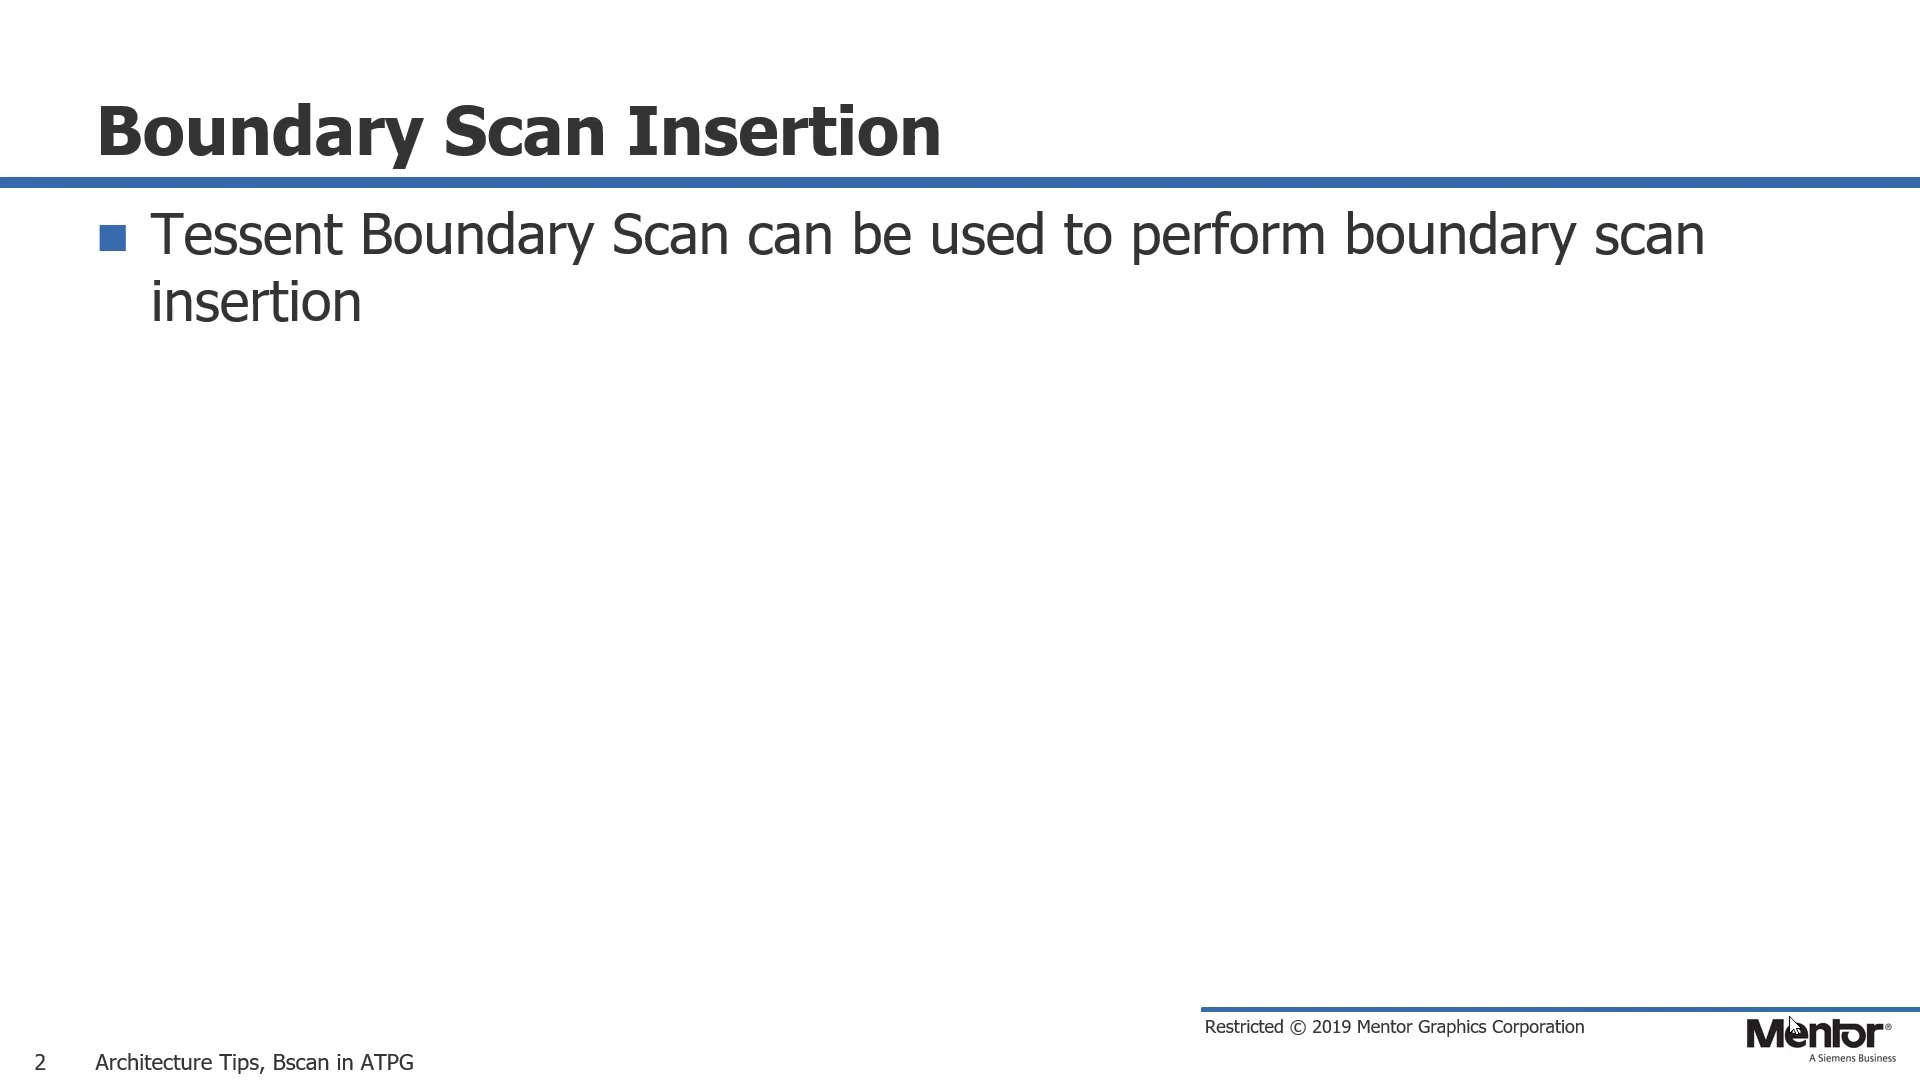 Boundary Scan Insertion
Tessent Boundary Scan can be used to perform boundary scan
insertion
Restricted © 2019 Mentor Graphics Corporation
Mentor®
A Siemens Business
2 Architecture Tips, Bscan in ATPG